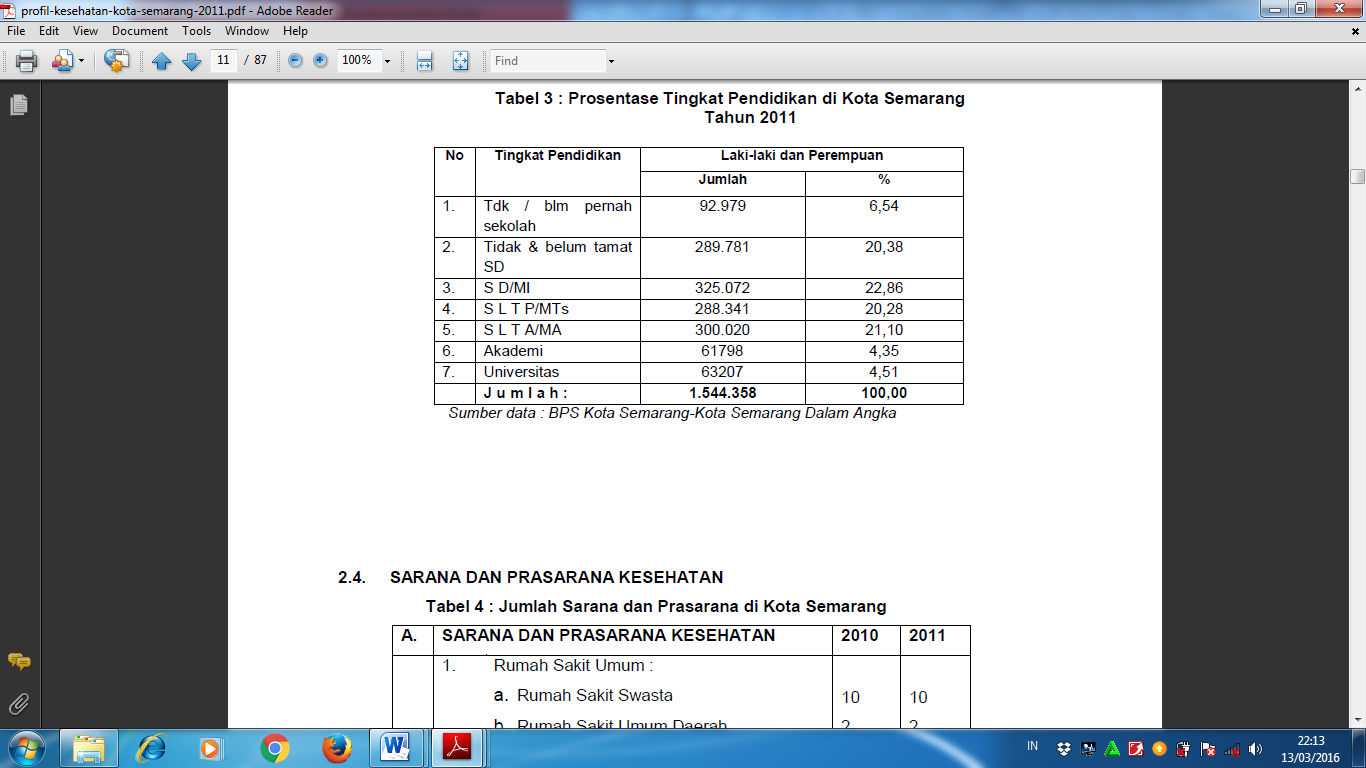 profil-kesehatan-kota-semarang-2011.pdf - Adobe Reader
File Edit View Document Tools Window Help
11 / 87 100% Find
Tabel 3 : Prosentase Tingkat Pendidikan di Kota Semarang
Tahun 2011
No Tingkat Pendidikan Laki-laki dan Perempuan
Jumlah %
1. Tdk / blm pernah 92.979 6,54
sekolah
2. Tidak & belum tamat 289.781 20,38
SD
3. S D/MI 325.072 22,86
4. S L T P/MTs 288.341 20,28
5. S L T A/MA 300.020 21,10
6. Akademi 61798 4,35
7. Universitas 63207 4,51
J u m l a h : 1.544.358 100,00
Sumber data : BPS Kota Semarang-Kota Semarang Dalam Angka
2.4. SARANA DAN PRASARANA KESEHATAN
Tabel 4 : Jumlah Sarana dan Prasarana di Kota Semarang
A. SARANA DAN PRASARANA KESEHATAN 2010 2011
1. Rumah Sakit Umum :
a. Rumah Sakit Swasta 10 10
b. Rumah Sakit Umum Daerah 2 2
IN 22:13
13/03/2016